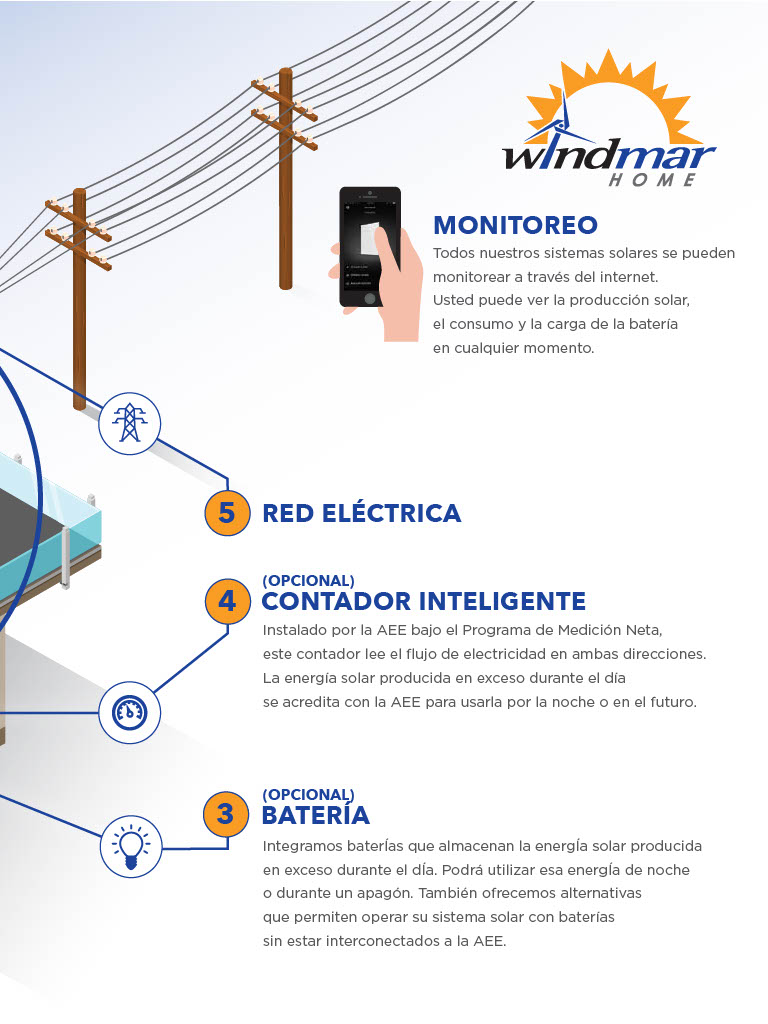 windmar
HOME
MONITOREO
Todos nuestros sistemas solares se pueden
monitorear a través del internet.
Usted puede ver la producción solar,
el consumo y la carga de la batería
en cualquier momento.
5
RED ELÉCTRICA
(OPCIONAL)
4
CONTADOR INTELIGENTE
Instalado por la AEE bajo el Programa de Medición Neta,
este contador lee el flujo de electricidad en ambas direcciones.
La energía solar producida en exceso durante el día
se acredita con la AEE para usarla por la noche o en el futuro.
(OPCIONAL)
3
BATERÍA
Integramos baterías que almacenan la energÍa solar producida
en exceso durante el dÍa. Podrá utilizar esa energÍa de noche
o durante un apagón. También ofrecemos alternativas
que permiten operar su sistema solar con baterías
sin estar interconectados a la AEE.